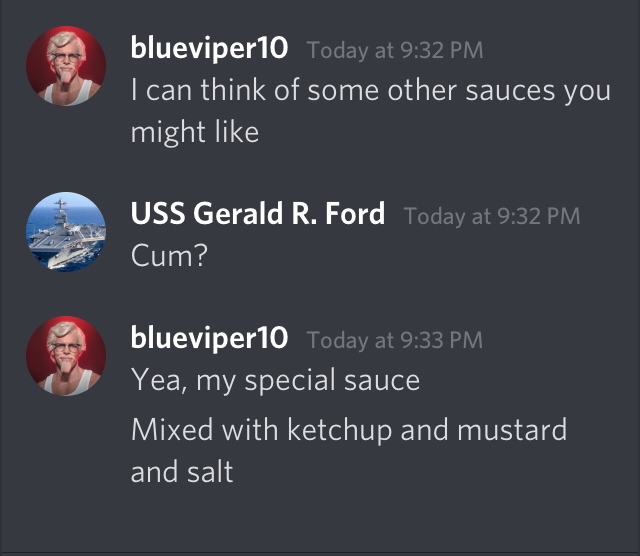 blueviper10 Today at 9:32 PM
I can think of some other sauces you
might like
USS Gerald R. Ford Today at 9:32 PM
Cum?
blueviper10 Today at 9:33 PM
Yea, my special sauce
Mixed with ketchup and mustard
and salt